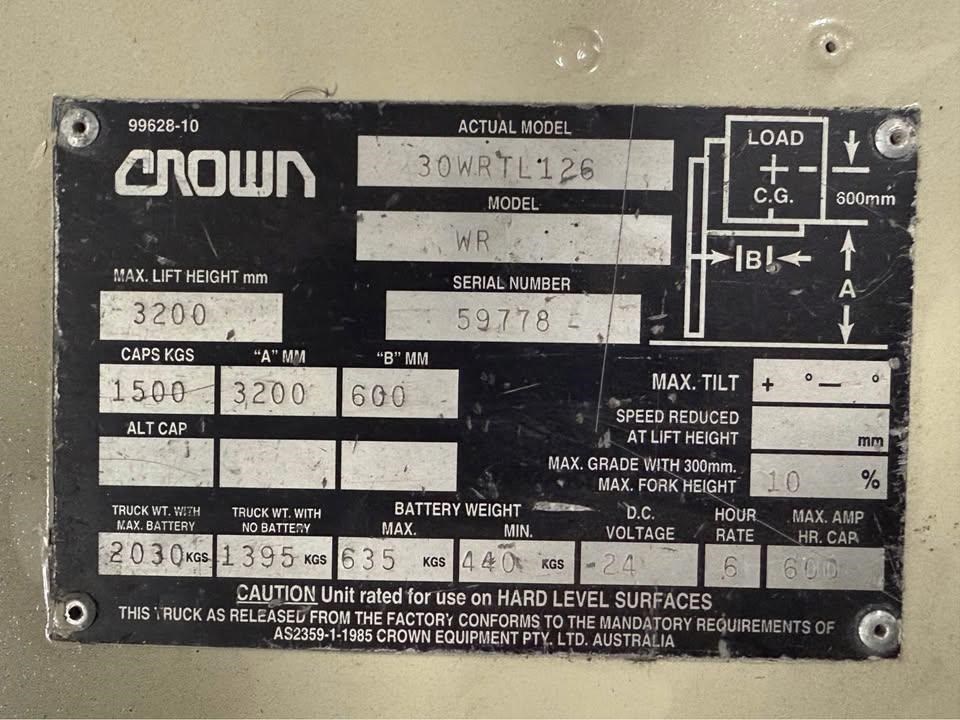 99628-10
CROWN
ACTUAL MODEL
30WRTL126
MODEL
WR
SERIAL NUMBER
59778 -
LOAD
C.G.
600mm
B
A
MAX. LIFT HEIGHT mm
3200
CAPS KGS "A" MM "B" MM
1500 3200 600
ALT CAP
MAX. TILT + ° — °
SPEED REDUCED
AT LIFT HEIGHT mm
MAX. GRADE WITH 300mm.
MAX. FORK HEIGHT 10 %
TRUCK WT. WITH
MAX. BATTERY
2030 KGS
TRUCK WT. WITH
NO BATTERY
1395 KGS
BATTERY WEIGHT
MAX. MIN.
635 KGS 440 KGS
D.C.
VOLTAGE
24
HOUR
RATE
6
MAX. AMP
HR. CAP.
600
CAUTION Unit rated for use on HARD LEVEL SURFACES
THIS TRUCK AS RELEASED FROM THE FACTORY CONFORMS TO THE MANDATORY REQUIREMENTS OF
AS2359-1-1985 CROWN EQUIPMENT PTY. LTD. AUSTRALIA